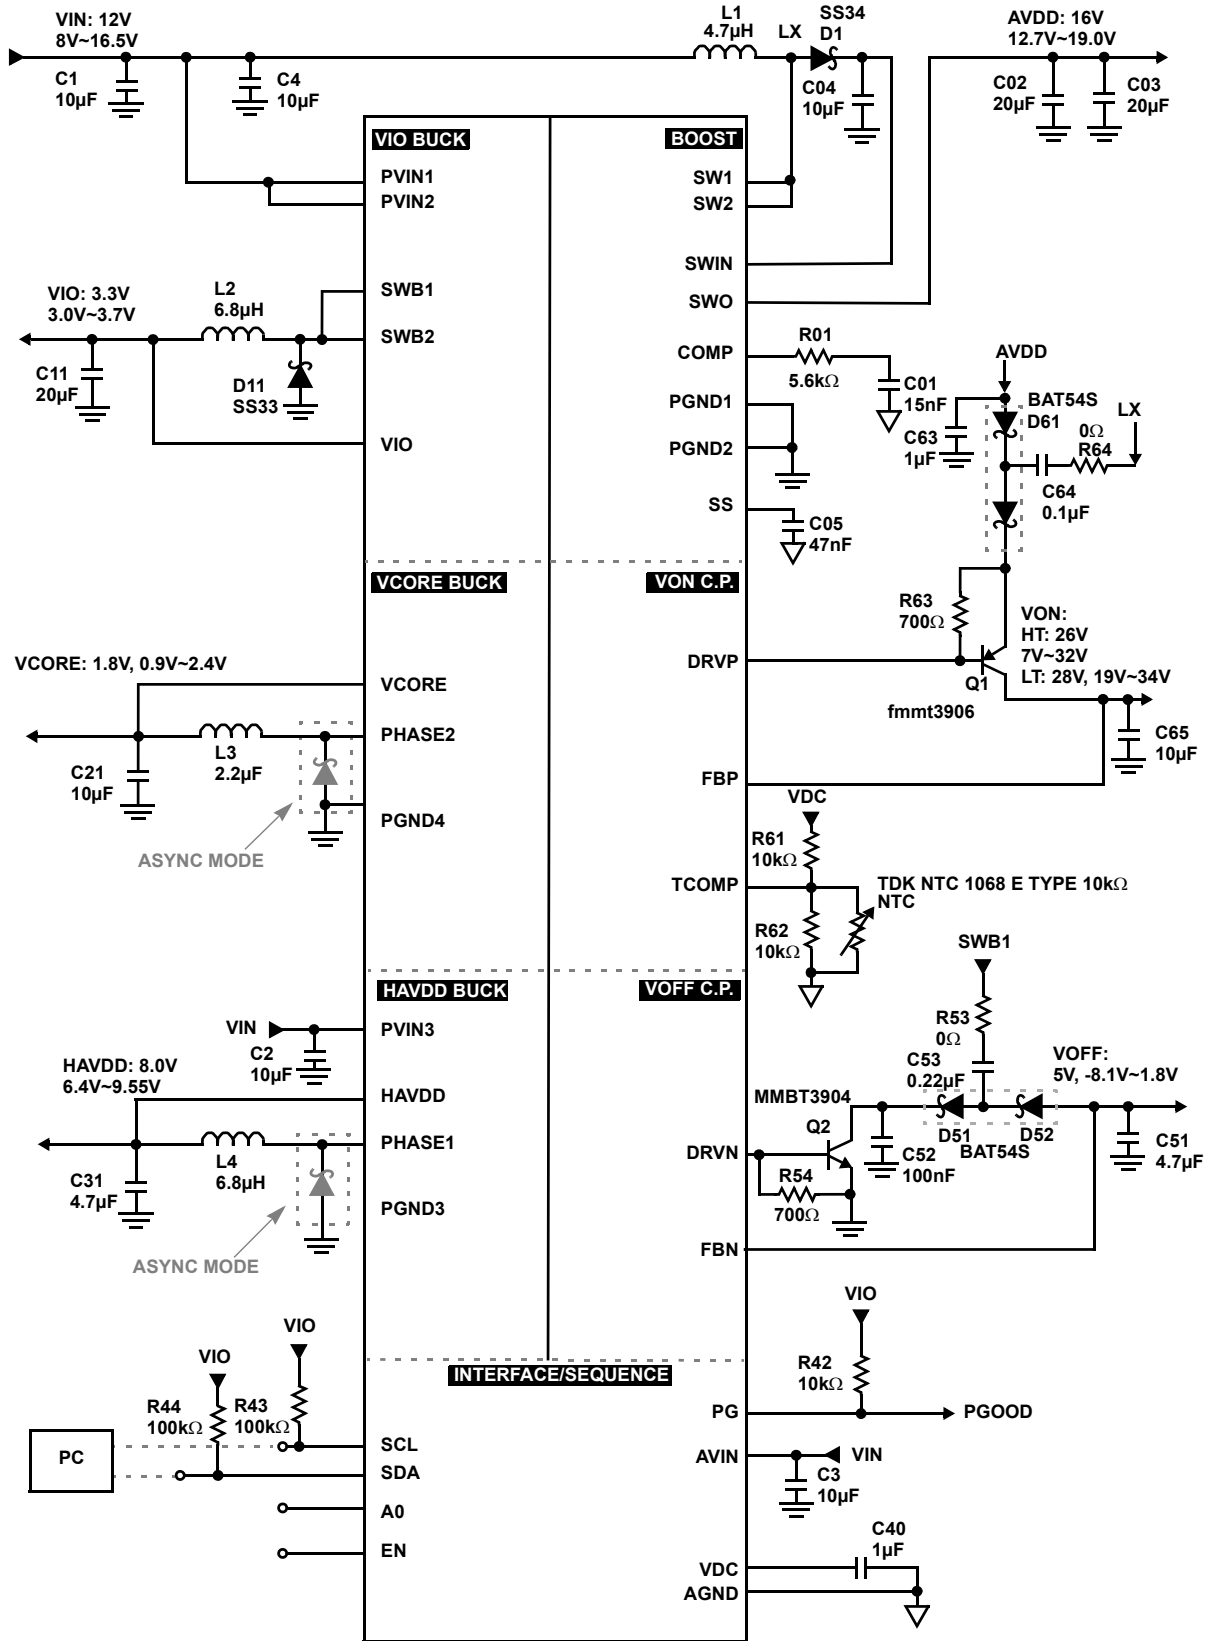 VIN: 12V
8V~16.5V
C1
10µF
C4
10µF
L1
4.7µH
LX
SS34
D1
C04
10µF
AVDD: 16V
12.7V~19.0V
C02
20µF
C03
20µF
VIO BUCK
BOOST
PVIN1
PVIN2
SW1
SW2
SWIN
SWO
VIO: 3.3V
3.0V~3.7V
L2
6.8µH
SWB1
SWB2
C11
20µF
D11
SS33
VIO
COMP
R01
5.6kΩ
C01
15nF
PGND1
PGND2
SS
C05
47nF
AVDD
BAT54S
D61
LX
C63
1µF
0Ω
R64
C64
0.1µF
VCORE BUCK
VON C.P.
R63
700Ω
VON:
HT: 26V
7V~32V
LT: 28V, 19V~34V
DRVP
Q1
fmmt3906
C65
10µF
FBP
VCORE: 1.8V, 0.9V~2.4V
VCORE
PHASE2
L3
2.2µF
C21
10µF
PGND4
ASYNC MODE
VDC
R61
10kΩ
TCOMP
TDK NTC 1068 E TYPE 10kΩ
NTC
R62
10kΩ
HAVDD BUCK
VOFF C.P.
SWB1
VIN
PVIN3
C2
10µF
R53
0Ω
C53
0.22µF
VOFF:
5V, -8.1V~1.8V
HAVDD: 8.0V
6.4V~9.55V
HAVDD
MMBT3904
Q2
PHASE1
L4
6.8µH
C31
4.7µF
PGND3
ASYNC MODE
DRVN
D51
D52
BAT54S
C52
100nF
C51
4.7µF
R54
700Ω
FBN
VIO
VIO
VIO
INTERFACE/SEQUENCE
R44
100kΩ
R43
100kΩ
R42
10kΩ
PG
PGOOD
PC
SCL
SDA
AVIN
VIN
C3
10µF
A0
EN
C40
1µF
VDC
AGND